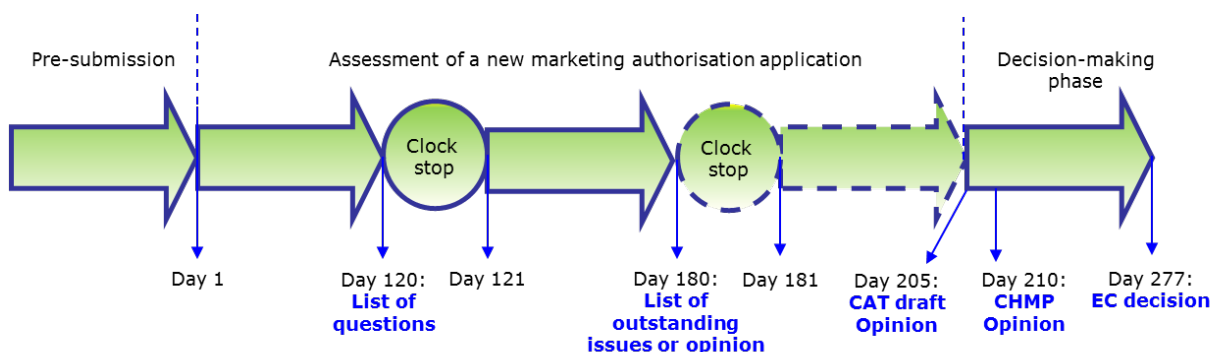 Pre-submission
Assessment of a new marketing authorisation application
Decision-making
phase
Clock
stop
Clock
stop
Day 1
Day 120:
List of
questions
Day 121
Day 180:
List of
outstanding
issues or opinion
Day 181
Day 205:
CAT draft
Opinion
Day 210:
CHMP
Opinion
Day 277:
EC decision